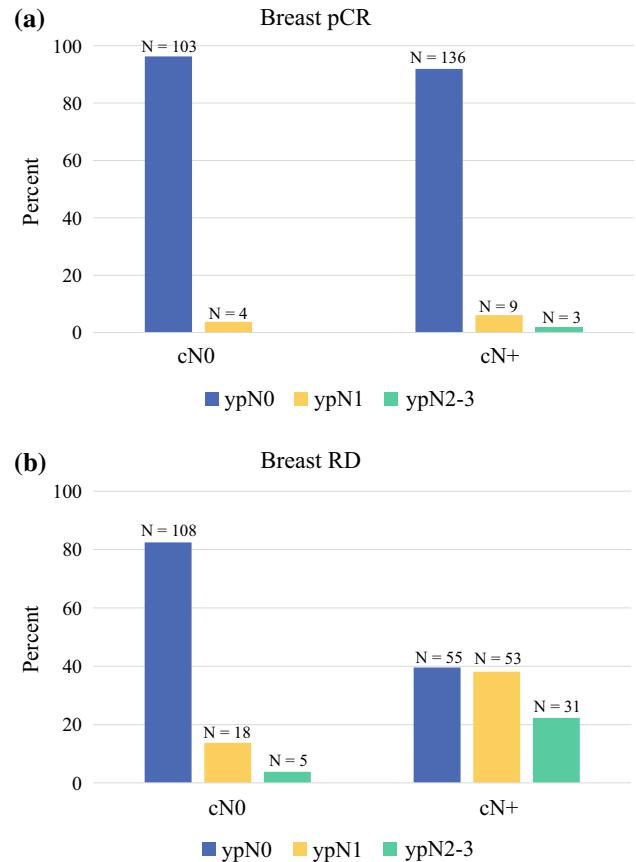 (a)
Breast pCR
Percent
100
80
60
40
20
0
N = 103
N = 4
N = 136
N = 9
N = 3
cN0
cN+
ypN0 ypN1 ypN2-3
(b)
Breast RD
Percent
100
80
60
40
20
0
N = 108
N = 18
N = 5
N = 55
N = 53
N = 31
cN0
cN+
ypN0 ypN1 ypN2-3